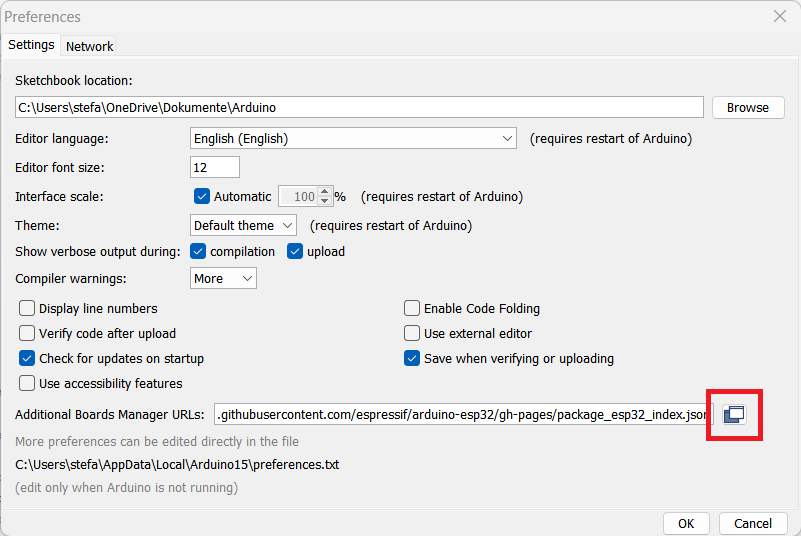 Preferences
Settings Network
Sketchbook location:
C:\Users\stefa\OneDrive\Dokumente\Arduino Browse
Editor language: English (English) (requires restart of Arduino)
Editor font size: 12
Interface scale: Automatic 100 % (requires restart of Arduino)
Theme: Default theme (requires restart of Arduino)
Show verbose output during: compilation upload
Compiler warnings: More
Display line numbers Enable Code Folding
Verify code after upload Use external editor
Check for updates on startup Save when verifying or uploading
Use accessibility features
Additional Boards Manager URLs: .githubusercontent.com/espressif/arduino-esp32/gh-pages/package_esp32_index.json
More preferences can be edited directly in the file
C:\Users\stefa\AppData\Local\Arduino15\preferences.txt
(edit only when Arduino is not running)
OK Cancel